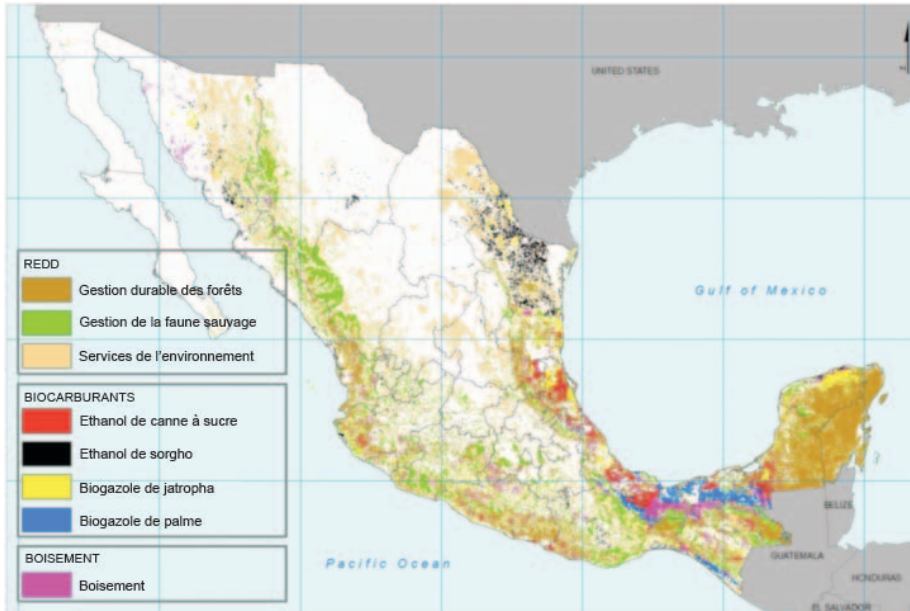 UNITED STATES
Gulf of Mexico
REDD
Gestion durable des forêts
Gestion de la faune sauvage
Services de l'environnement
BIOCARBURANTS
Ethanol de canne à sucre
Ethanol de sorgho
Biogazole de jatropha
Biogazole de palme
BOISEMENT
Boisement
Pacific Ocean
BELIZE
GUATEMALA
HONDURAS
EL SALVADOR